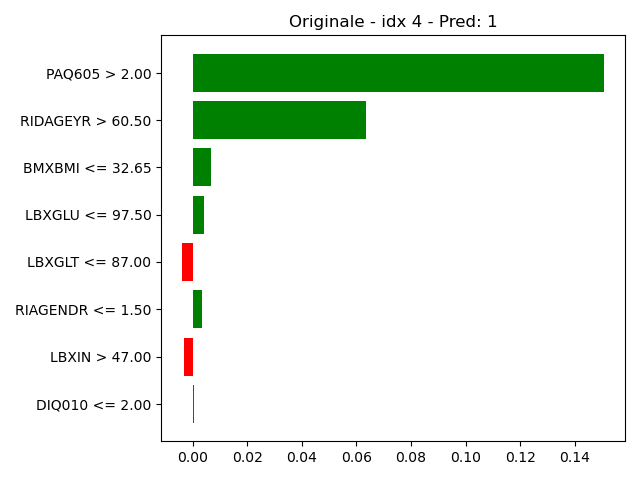 Originale - idx 4 - Pred: 1
PAQ605 > 2.00
RIDAGEYR > 60.50
BMXBMI <= 32.65
LBXGLU <= 97.50
LBXGLT <= 87.00
RIAGENDR <= 1.50
LBXIN > 47.00
DIQ010 <= 2.00
0.00 0.02 0.04 0.06 0.08 0.10 0.12 0.14